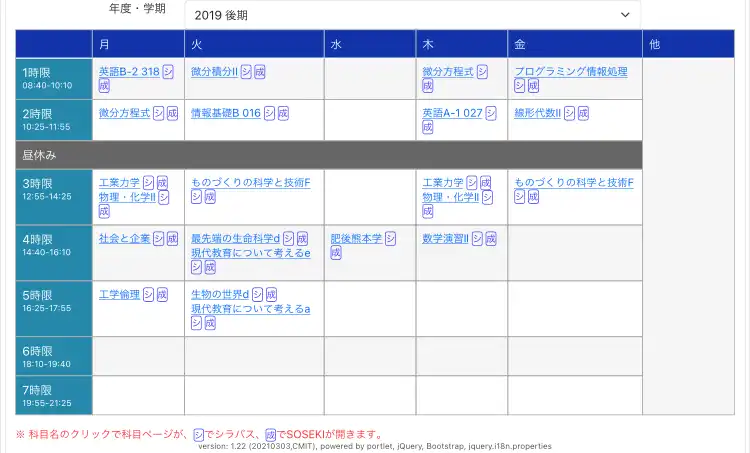 年度・学期 2019 後期
月 火 水 木 金 他
1時限
08:40-10:10
英語B-2 318 シ
成
微分積分II シ 成
微分方程式 シ
成
プログラミング情報処理
シ 成
2時限
10:25-11:55
微分方程式 シ 成
情報基礎B 016 シ 成
英語A-1 027 シ
成
線形代数II シ 成
昼休み
3時限
12:55-14:25
工業力学 シ 成
物理・化学II シ
成
ものづくりの科学と技術F
シ 成
工業力学 シ 成
物理・化学II シ
成
ものづくりの科学と技術F
シ 成
4時限
14:40-16:10
社会と企業 シ 成
最先端の生命科学d シ 成
現代教育について考えるe
シ 成
肥後熊本学 シ
成
数学演習II シ 成
5時限
16:25-17:55
工学倫理 シ 成
生物の世界d シ 成
現代教育について考えるa
シ 成
6時限
18:10-19:40
7時限
19:55-21:25
※ 科目名のクリックで科目ページが、シでシラバス、成でSOSEKIが開きます。
version: 1.22 (20210303,CMIT), powered by portlet, jQuery, Bootstrap, jquery.i18n.properties